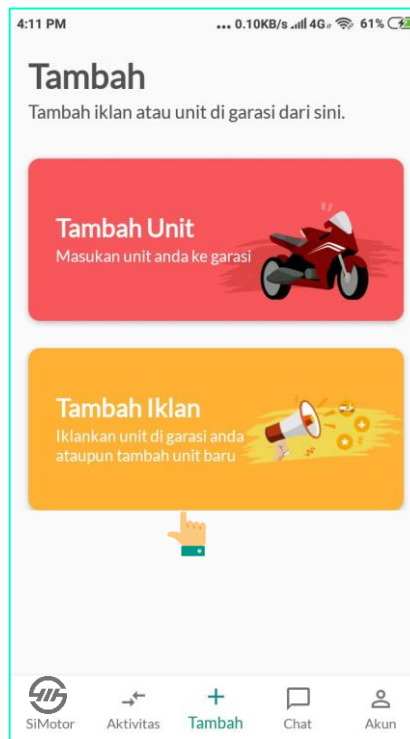 4:11 PM ... 0.10KB/s 4G 61%
Tambah
Tambah iklan atau unit di garasi dari sini.
Tambah Unit
Masukan unit anda ke garasi
Tambah Iklan
Iklankan unit di garasi anda
ataupun tambah unit baru
SiMotor Aktivitas Tambah Chat Akun